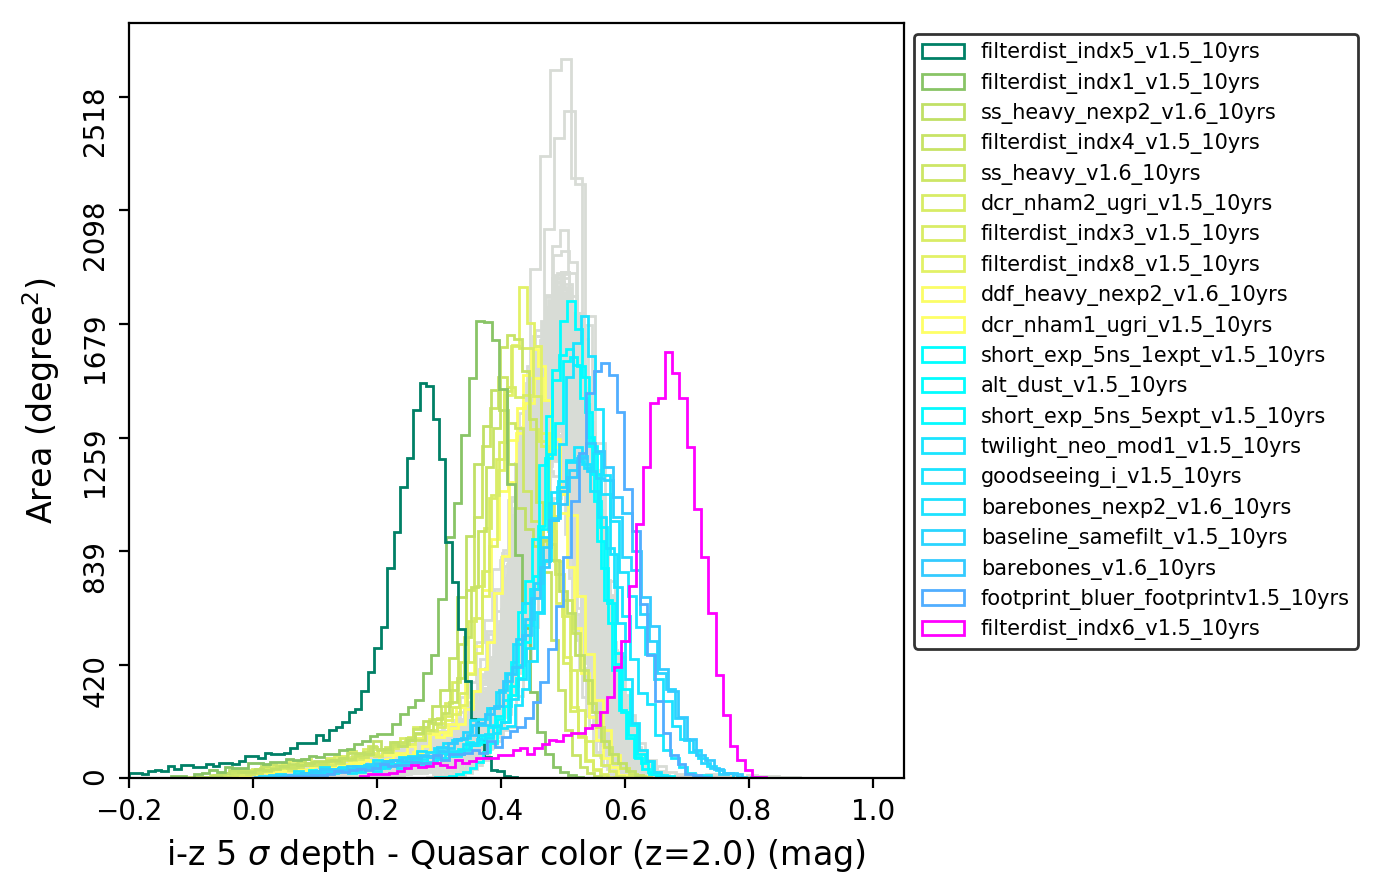 2518
2098
1679
1259
839
420
0
Area (degree²)
−0.2
0.0
0.2
0.4
0.6
0.8
1.0
i-z 5 σ depth - Quasar color (z=2.0) (mag)
filterdist_indx5_v1.5_10yrs
filterdist_indx1_v1.5_10yrs
ss_heavy_nexp2_v1.6_10yrs
filterdist_indx4_v1.5_10yrs
ss_heavy_v1.6_10yrs
dcr_nham2_ugri_v1.5_10yrs
filterdist_indx3_v1.5_10yrs
filterdist_indx8_v1.5_10yrs
ddf_heavy_nexp2_v1.6_10yrs
dcr_nham1_ugri_v1.5_10yrs
short_exp_5ns_1expt_v1.5_10yrs
alt_dust_v1.5_10yrs
short_exp_5ns_5expt_v1.5_10yrs
twilight_neo_mod1_v1.5_10yrs
goodseeing_i_v1.5_10yrs
barebones_nexp2_v1.6_10yrs
baseline_samefilt_v1.5_10yrs
barebones_v1.6_10yrs
footprint_bluer_footprintv1.5_10yrs
filterdist_indx6_v1.5_10yrs